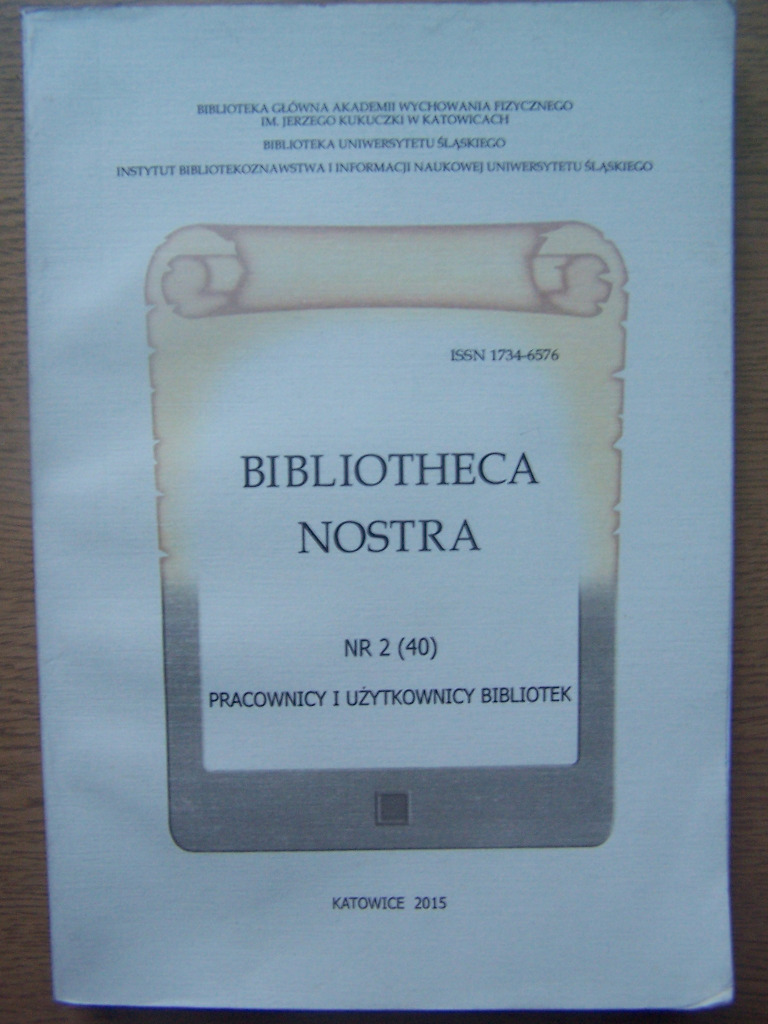 BIBLIOTEKA GŁÓWNA AKADEMII WYCHOWANIA FIZYCZNEGO
IM. JERZEGO KUKUCZKI W KATOWICACH
BIBLIOTEKA UNIWERSYTETU ŚLĄSKIEGO
INSTYTUT BIBLIOTEKOZNAWSTWA I INFORMACJI NAUKOWEJ UNIWERSYTETU ŚLĄSKIEGO
ISSN 1734-6576
BIBLIOTHECA
NOSTRA
NR 2 (40)
PRACOWNICY I UŻYTKOWNICY BIBLIOTEK
KATOWICE 2015